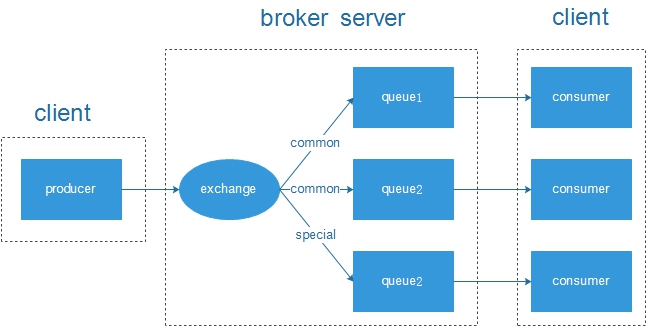 broker server
client
client
queue1
consumer
common
producer
exchange
common
queue2
consumer
special
queue2
consumer